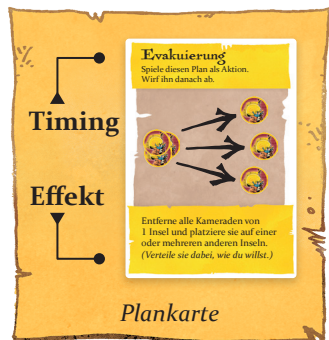 Evakuierung
Spiele diesen Plan als Aktion.
Wirf ihn danach ab.
Timing
Effekt
Entferne alle Kameraden von
1 Insel und platziere sie auf einer
oder mehreren anderen Inseln.
(Verteile sie dabei, wie du willst.)
Plankarte